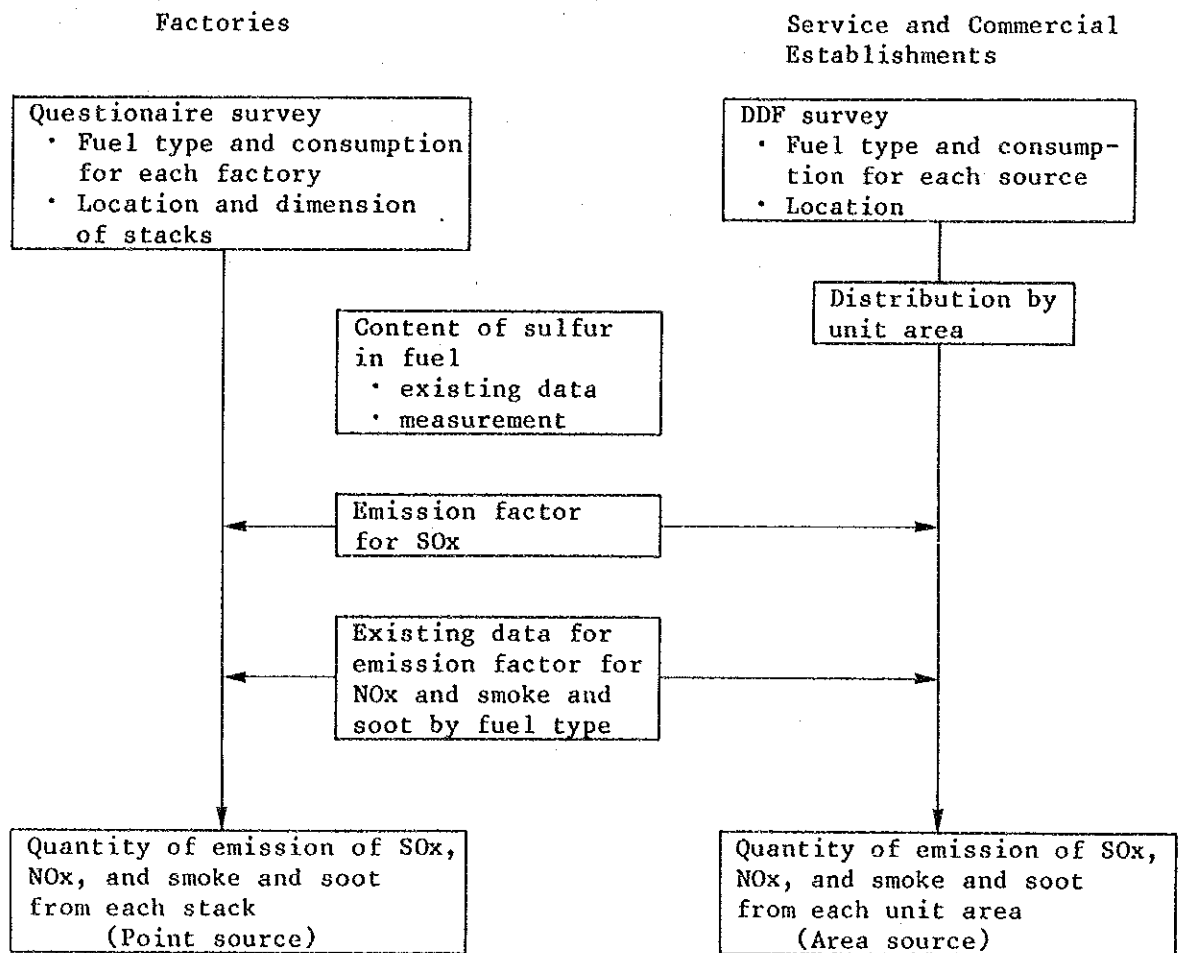 Factories
Service and Commercial
Establishments
Questionaire survey
・ Fuel type and consumption
for each factory
・ Location and dimension
of stacks
DDF survey
・ Fuel type and consump-
tion for each source
・ Location
Distribution by
unit area
Content of sulfur
in fuel
・ existing data
・ measurement
Emission factor
for SOx
Existing data for
emission factor for
NOx and smoke and
soot by fuel type
Quantity of emission of SOx,
NOx, and smoke and soot
from each stack
(Point source)
Quantity of emission of SOx,
NOx, and smoke and soot
from each unit area
(Area source)